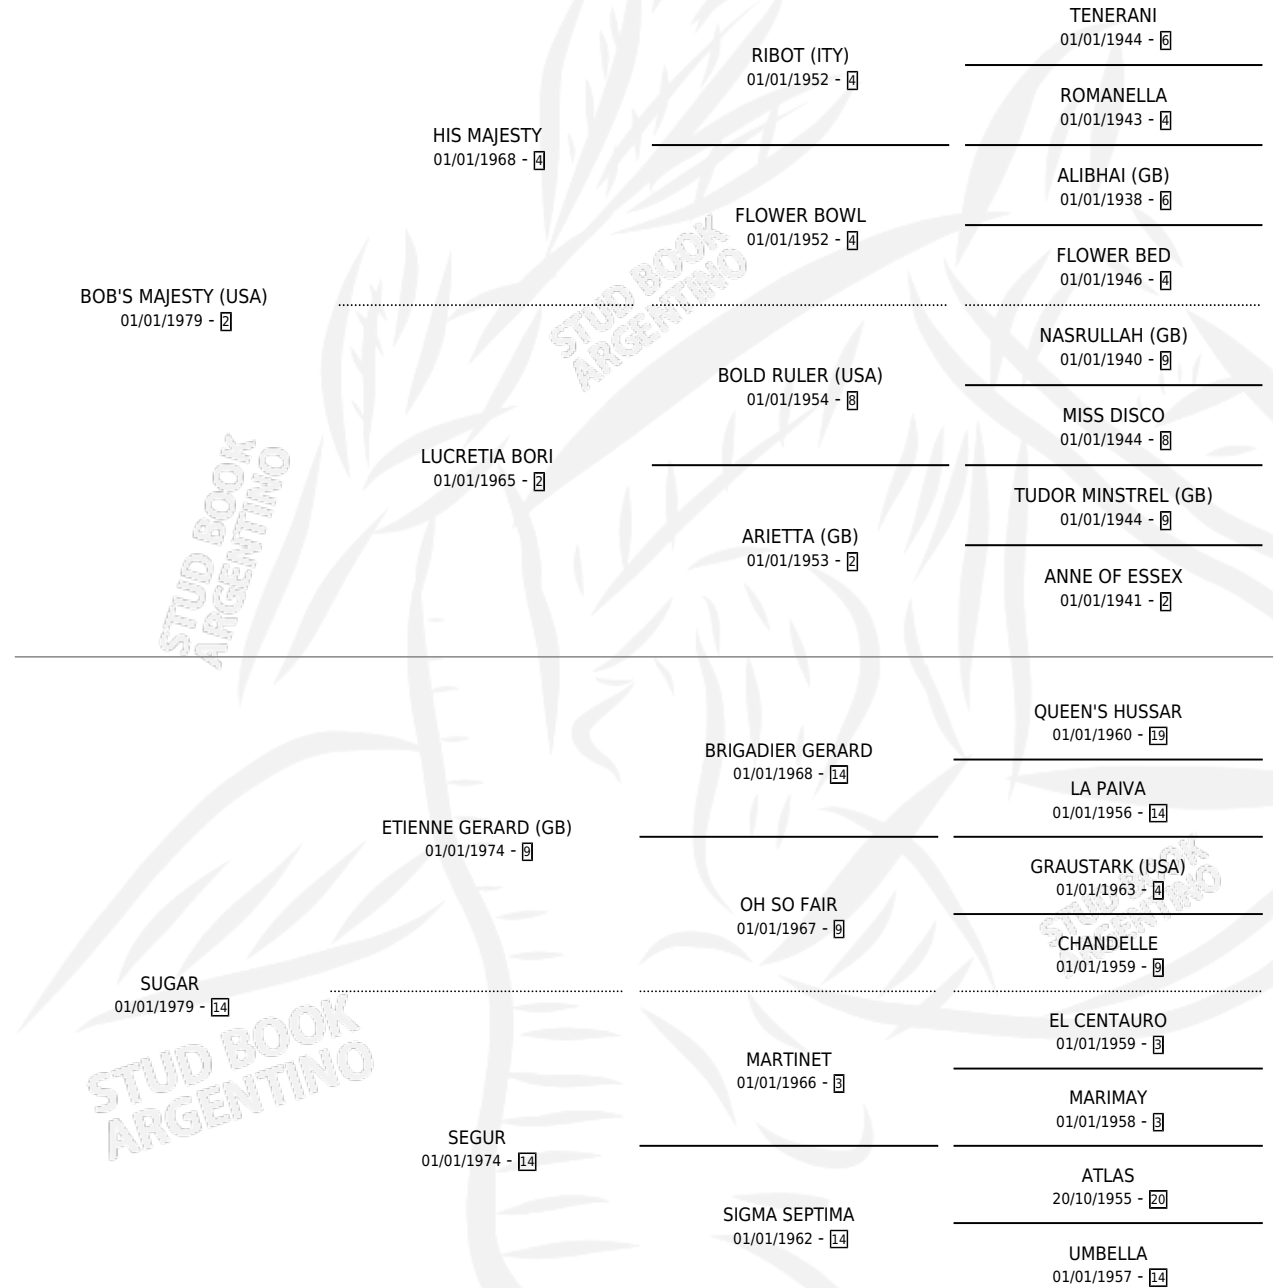 TENERANI
01/01/1944 - 6
RIBOT (ITY)
01/01/1952 - 4
ROMANELLA
01/01/1943 - 4
HIS MAJESTY
01/01/1968 - 4
ALIBHAI (GB)
01/01/1938 - 6
FLOWER BOWL
01/01/1952 - 4
FLOWER BED
01/01/1946 - 4
BOB'S MAJESTY (USA)
01/01/1979 - 2
NASRULLAH (GB)
01/01/1940 - 9
BOLD RULER (USA)
01/01/1954 - 8
MISS DISCO
01/01/1944 - 8
LUCRETIA BORI
01/01/1965 - 2
TUDOR MINSTREL (GB)
01/01/1944 - 9
ARIETTA (GB)
01/01/1953 - 2
ANNE OF ESSEX
01/01/1941 - 2
STUD BOOK
ARGENTINO
STUD BOOK
ARGENTINO
QUEEN'S HUSSAR
01/01/1960 - 19
BRIGADIER GERARD
01/01/1968 - 14
LA PAIVA
01/01/1956 - 14
ETIENNE GERARD (GB)
01/01/1974 - 9
GRAUSTARK (USA)
01/01/1963 - 4
OH SO FAIR
01/01/1967 - 9
CHANDELLE
01/01/1959 - 9
STUD BOOK
ARGENTINO
SUGAR
01/01/1979 - 14
EL CENTAURO
01/01/1959 - 3
MARTINET
01/01/1966 - 3
MARIMAY
01/01/1958 - 3
STUD BOOK
ARGENTINO
SEGUR
01/01/1974 - 14
ATLAS
20/10/1955 - 20
SIGMA SEPTIMA
01/01/1962 - 14
UMBELLA
01/01/1957 - 14